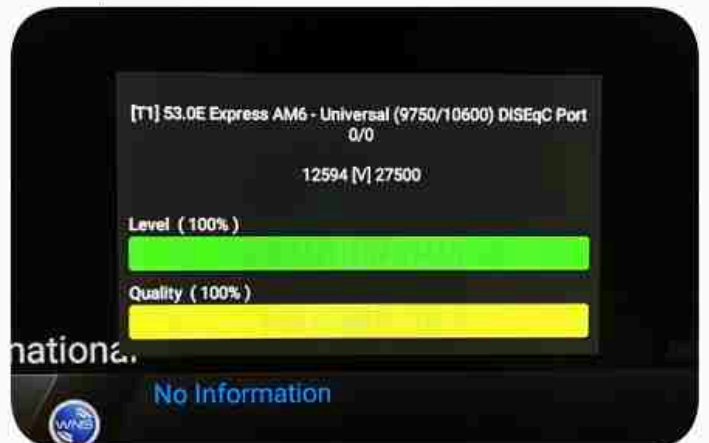 [T1] 53.0E Express AM6 - Universal (9750/10600) DISEqC Port
0/0
12594 [V] 27500
Level ( 100% )
Quality ( 100% )
nationa
No Information
WNS